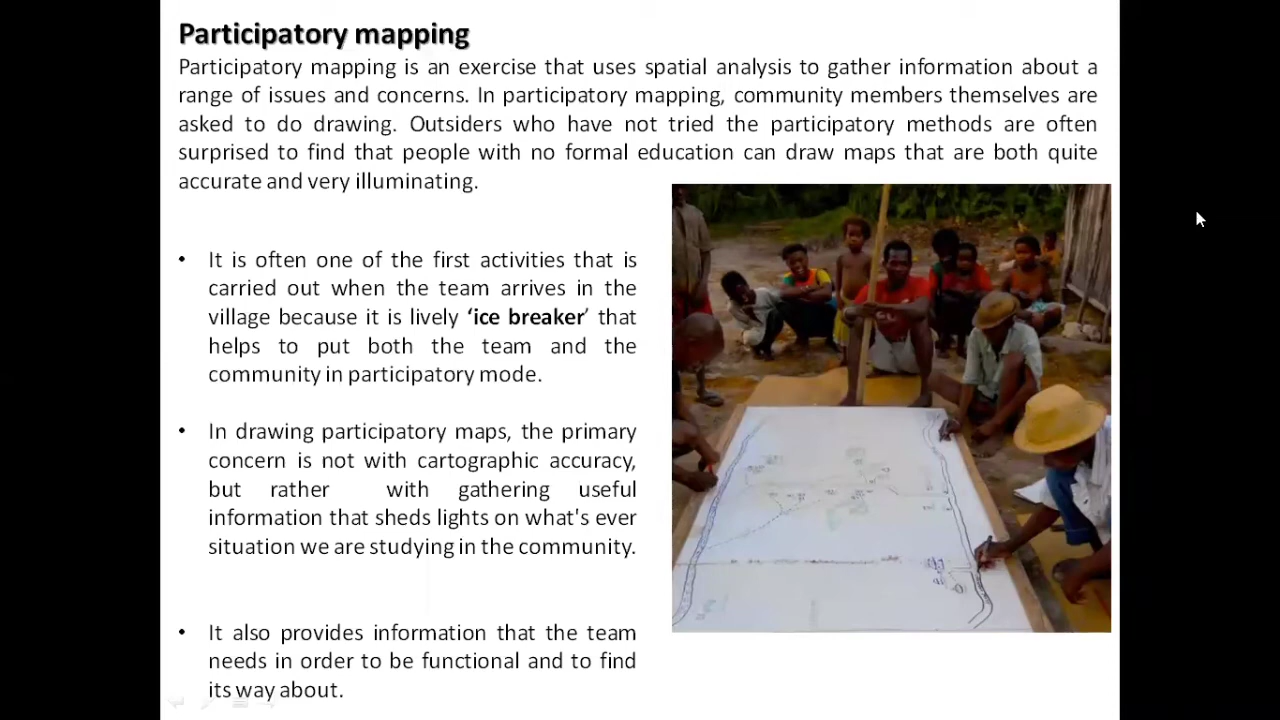 Participatory mapping
Participatory mapping is an exercise that uses spatial analysis to gather information about a
range of issues and concerns. In participatory mapping, community members themselves are
asked to do drawing. Outsiders who have not tried the participatory methods are often
surprised to find that people with no formal education can draw maps that are both quite
accurate and very illuminating.
• It is often one of the first activities that is
carried out when the team arrives in the
village because it is lively ‘ice breaker’ that
helps to put both the team and the
community in participatory mode.
• In drawing participatory maps, the primary
concern is not with cartographic accuracy,
but rather with gathering useful
information that sheds lights on what's ever
situation we are studying in the community.
• It also provides information that the team
needs in order to be functional and to find
its way about.